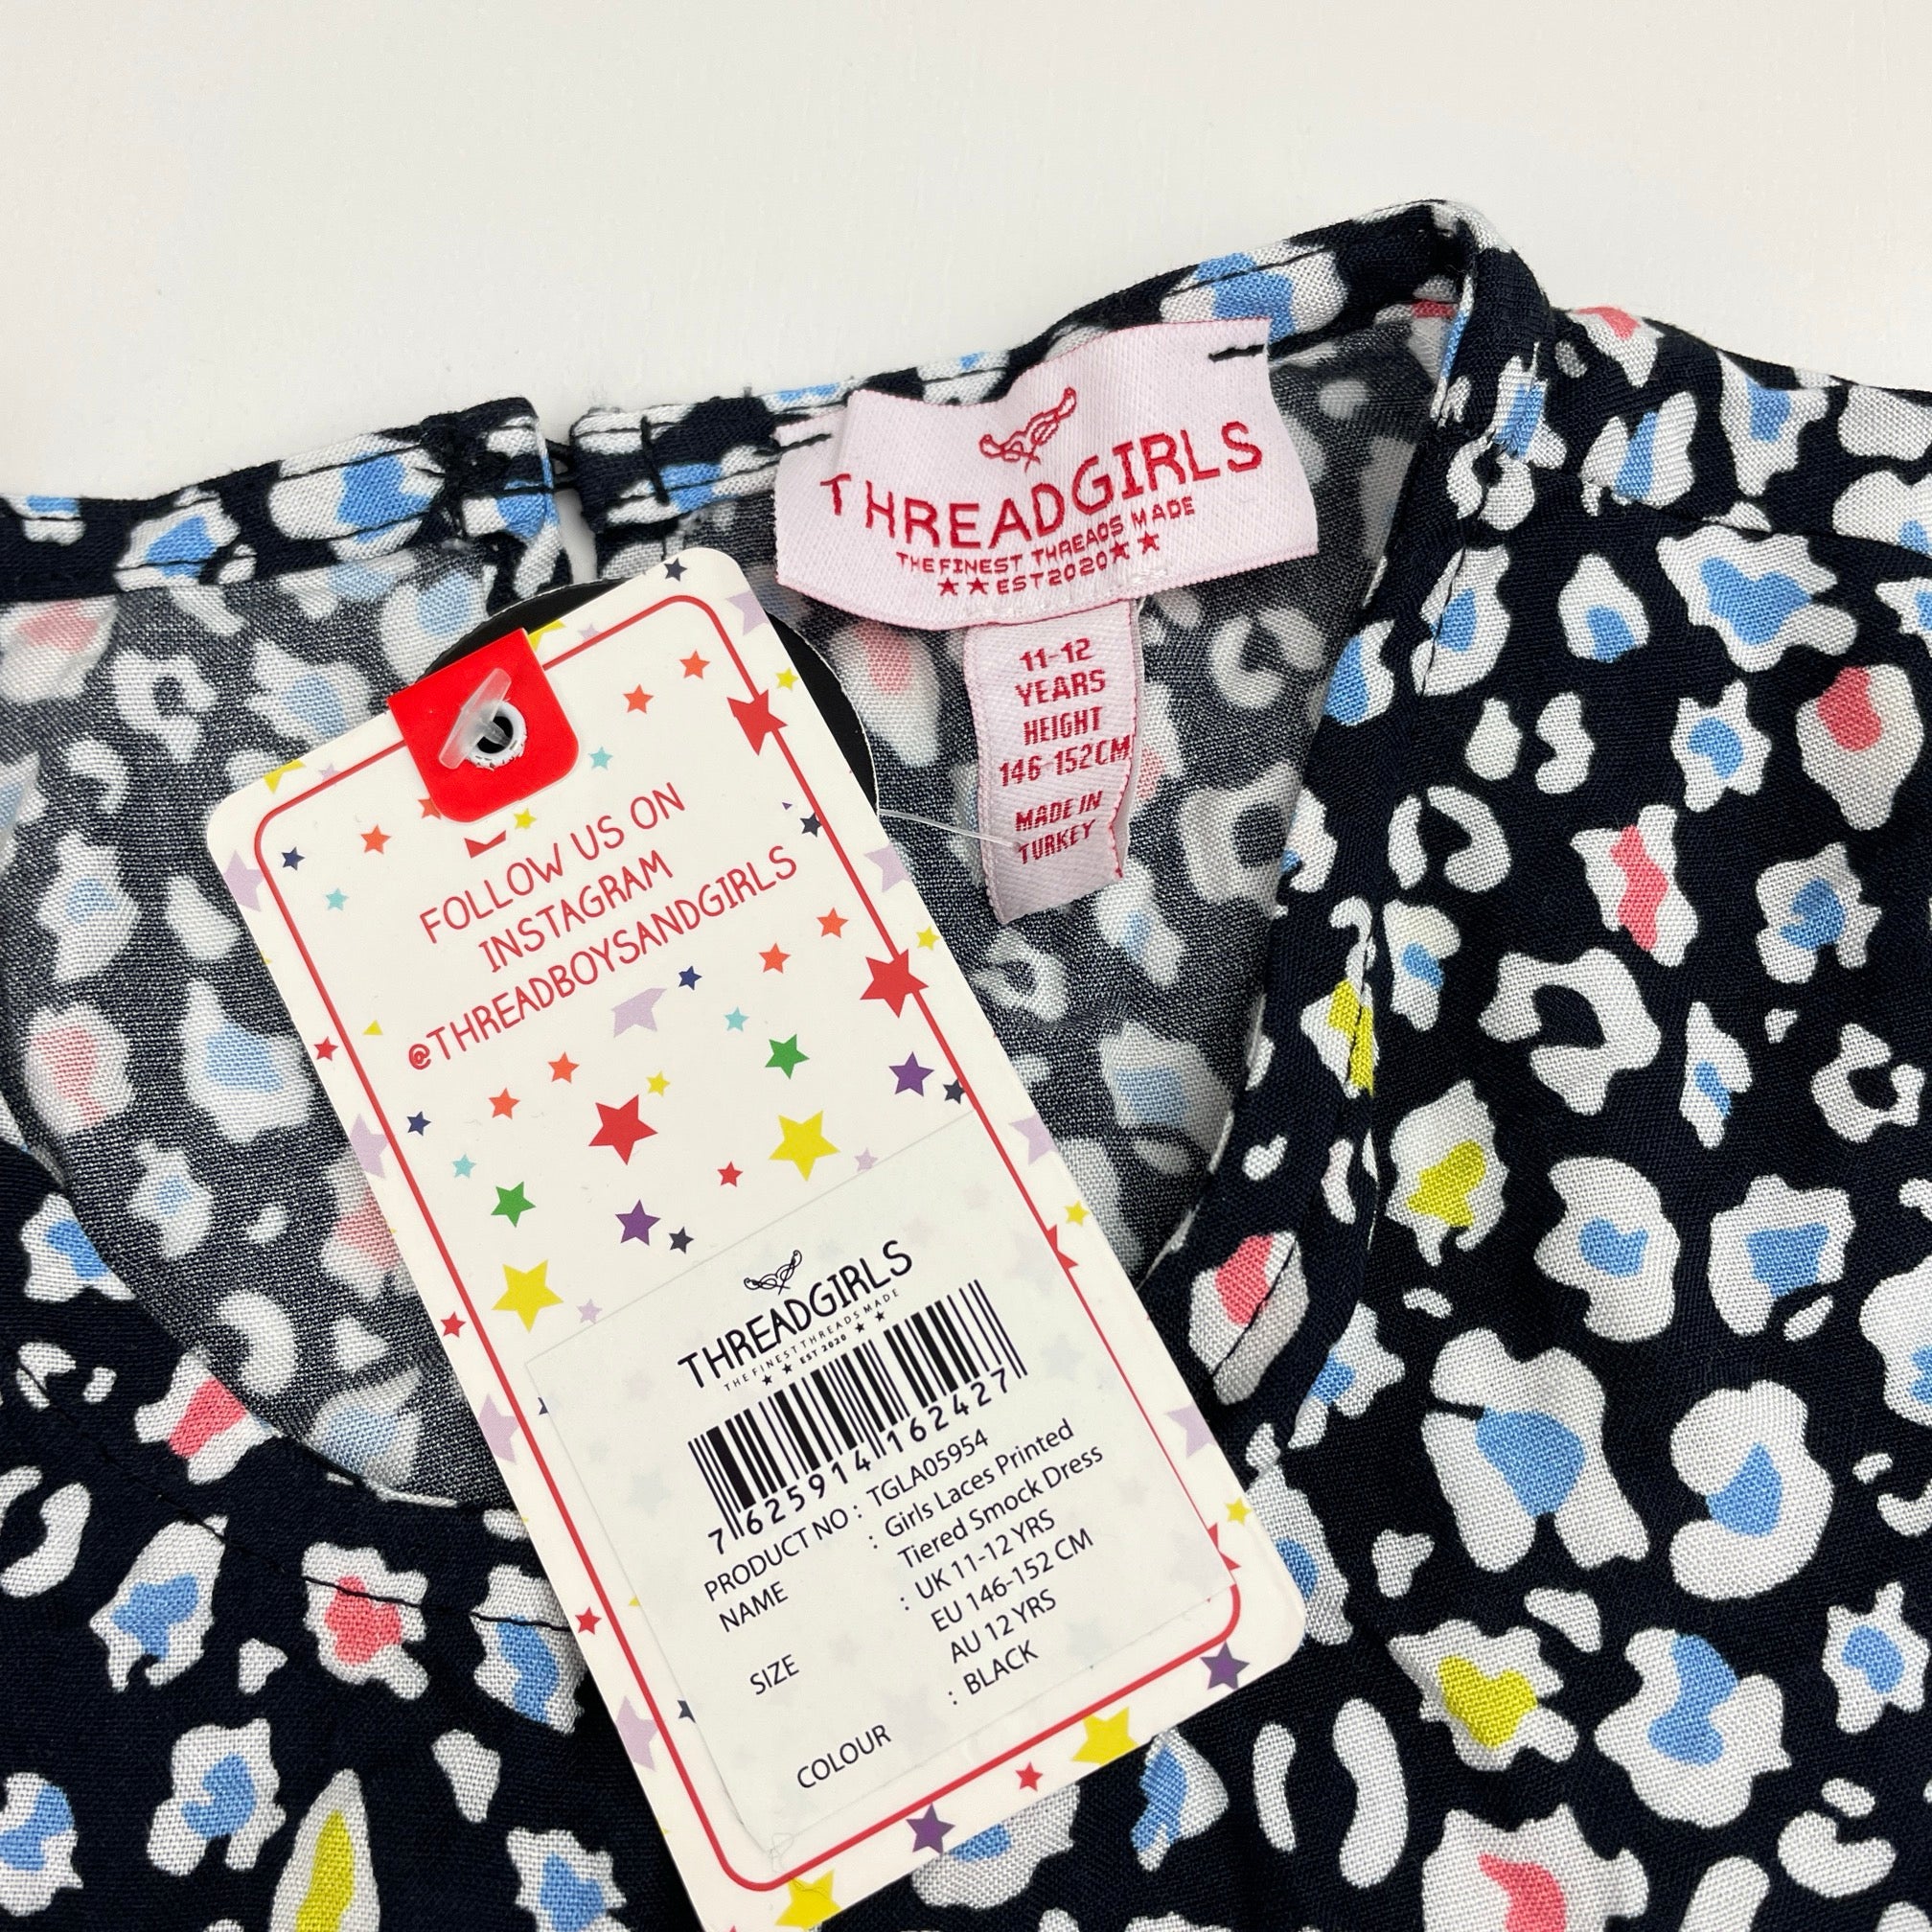 THREADGIRLS
THE FINEST THREADS MADE
★★EST2020★★
11-12
YEARS
HEIGHT
146-152CM
MADE IN
TURKEY
FOLLOW US ON
INSTAGRAM
@THREADBOYSANDGIRLS
THREADGIRLS
THE FINEST THREADS MADE
★ ★ EST 2020 ★ ★
7625914162427
PRODUCT NO : TGLA05954
NAME : Girls Laces Printed
Tiered Smock Dress
SIZE : UK 11-12 YRS
EU 146-152 CM
AU 12 YRS
COLOUR : BLACK